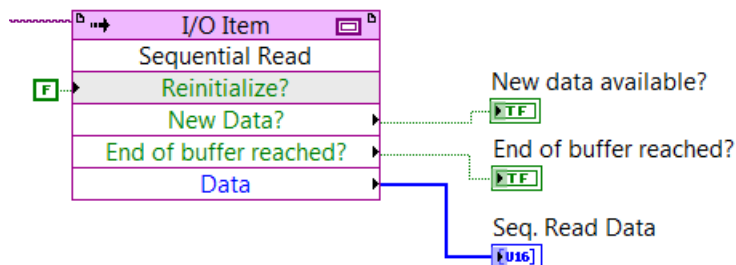 I/O Item
Sequential Read
F
Reinitialize?
New Data?
End of buffer reached?
Data
New data available?
TF
End of buffer reached?
TF
Seq. Read Data
[U16]